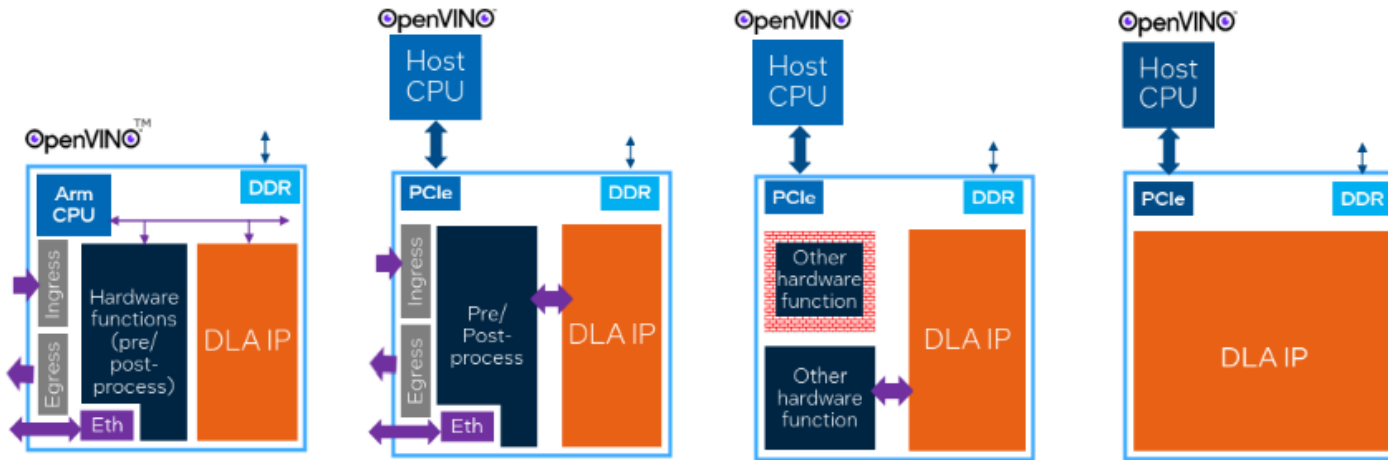 OpenVINO™
Arm
CPU
DDR
Ingress
Egress
Hardware
functions
(pre/
post-
process)
DLA IP
Eth
OpenVINO
Host
CPU
PCIe
DDR
Ingress
Egress
Pre/
Post-
process
DLA IP
Eth
OpenVINO
Host
CPU
PCIe
DDR
Other
hardware
function
Other
hardware
function
DLA IP
OpenVINO
Host
CPU
PCIe
DDR
DLA IP